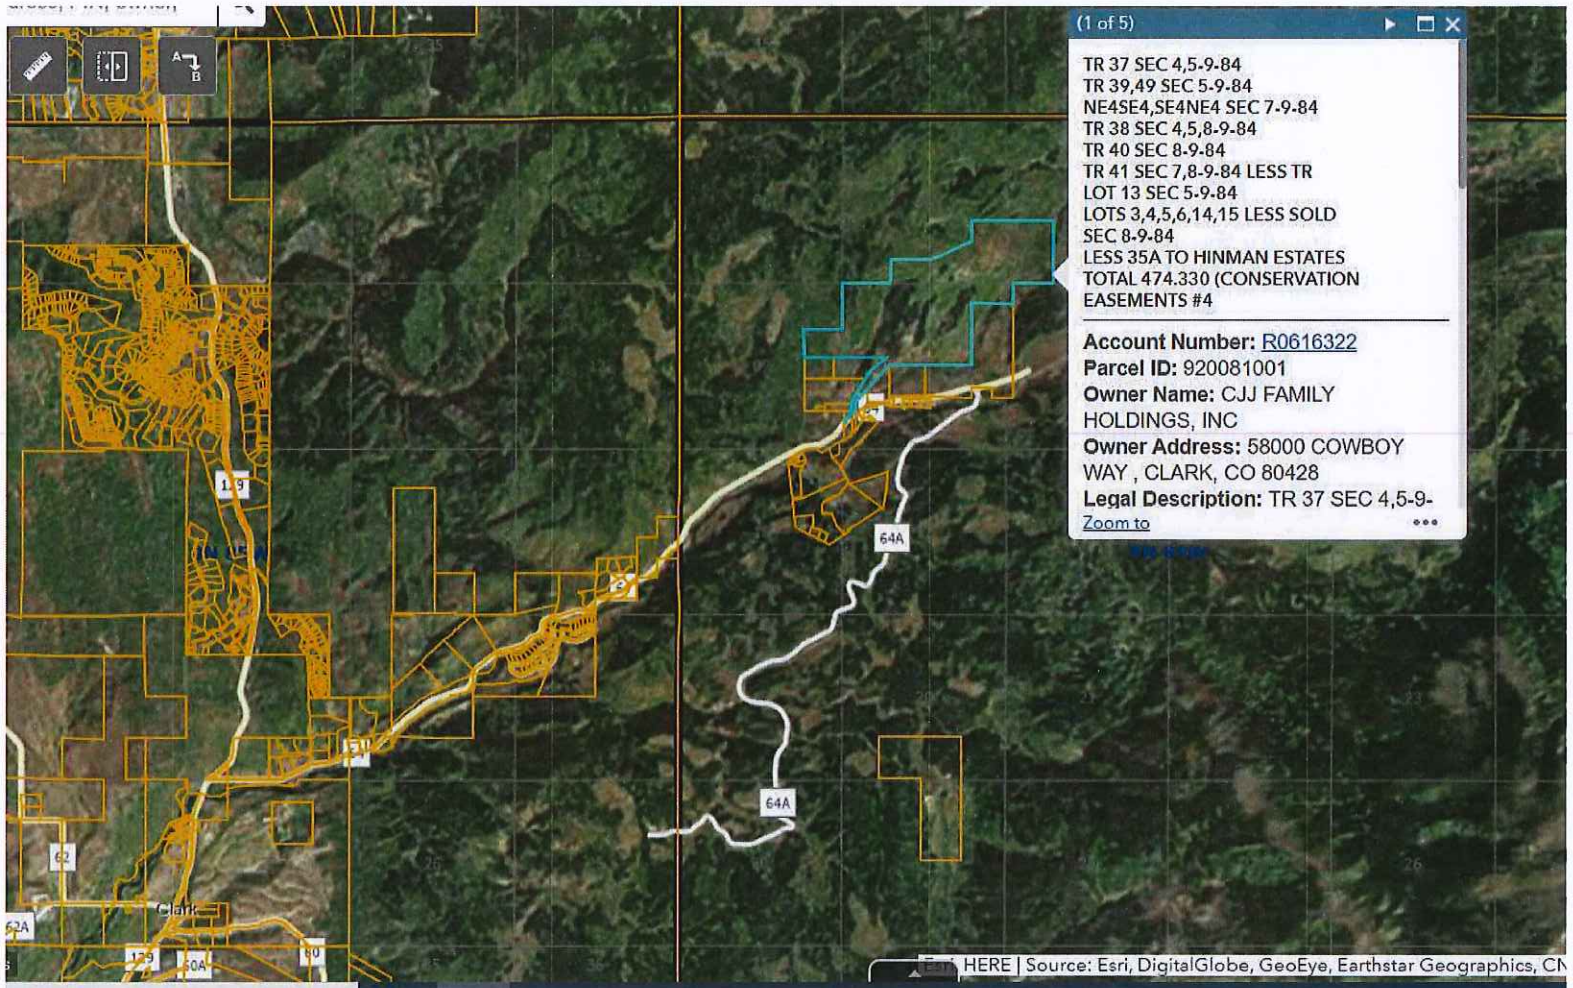 (1 of 5)
TR 37 SEC 4,5-9-84
TR 39,49 SEC 5-9-84
NE4SE4,SE4NE4 SEC 7-9-84
TR 38 SEC 4,5,8-9-84
TR 40 SEC 8-9-84
TR 41 SEC 7,8-9-84 LESS TR
LOT 13 SEC 5-9-84
LOTS 3,4,5,6,14,15 LESS SOLD
SEC 8-9-84
LESS 35A TO HINMAN ESTATES
TOTAL 474.330 (CONSERVATION
EASEMENTS #4
Account Number: R0616322
Parcel ID: 920081001
Owner Name: CJJ FAMILY
HOLDINGS, INC
Owner Address: 58000 COWBOY
WAY , CLARK, CO 80428
Legal Description: TR 37 SEC 4,5-9-
Zoom to
A
B
35
129
64A
64A
62
26
26
Clark
62A
129
60A
60
Esri, HERE | Source: Esri, DigitalGlobe, GeoEye, Earthstar Geographics, CN